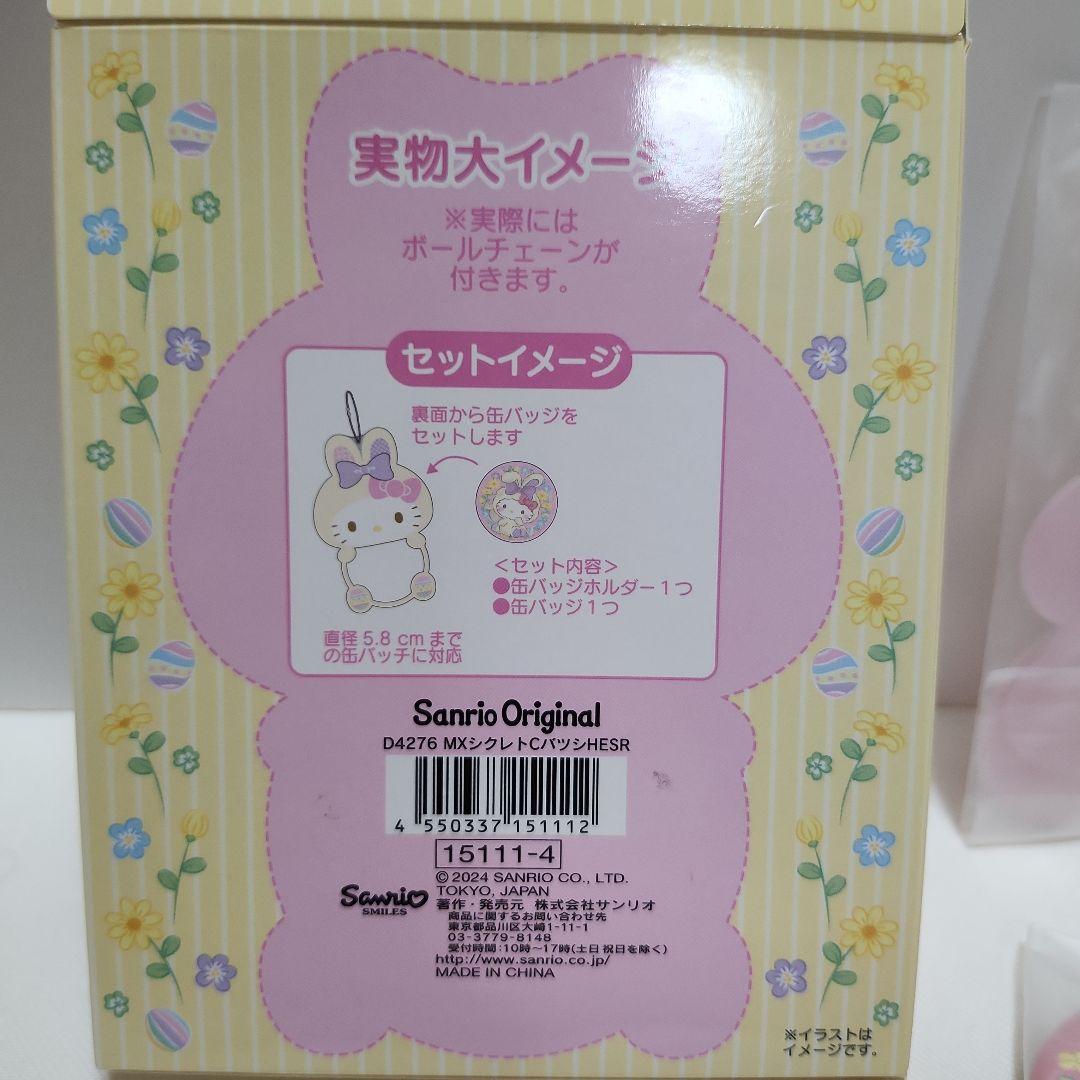 実物大イメージ
※実際には
ボールチェーンが
付きます。
セットイメージ
裏面から缶バッジを
セットします
<セット内容>
●缶バッジホルダー1つ
●缶バッジ1つ
直径5.8 cmまで
の缶バッチに対応
Sanrio Original
D4276 MXシクレトCバツシHESR
4 550337 151112
15111-4
© 2024 SANRIO CO., LTD.
TOKYO, JAPAN
Sanrio
SMILES
著作・発売元 株式会社サンリオ
商品に関するお問い合わせ先
東京都品川区大崎1-11-1
03-3779-8148
受付時間:10時~17時(土日祝日を除く)
http://www.sanrio.co.jp/
MADE IN CHINA
※イラストは
イメージです。